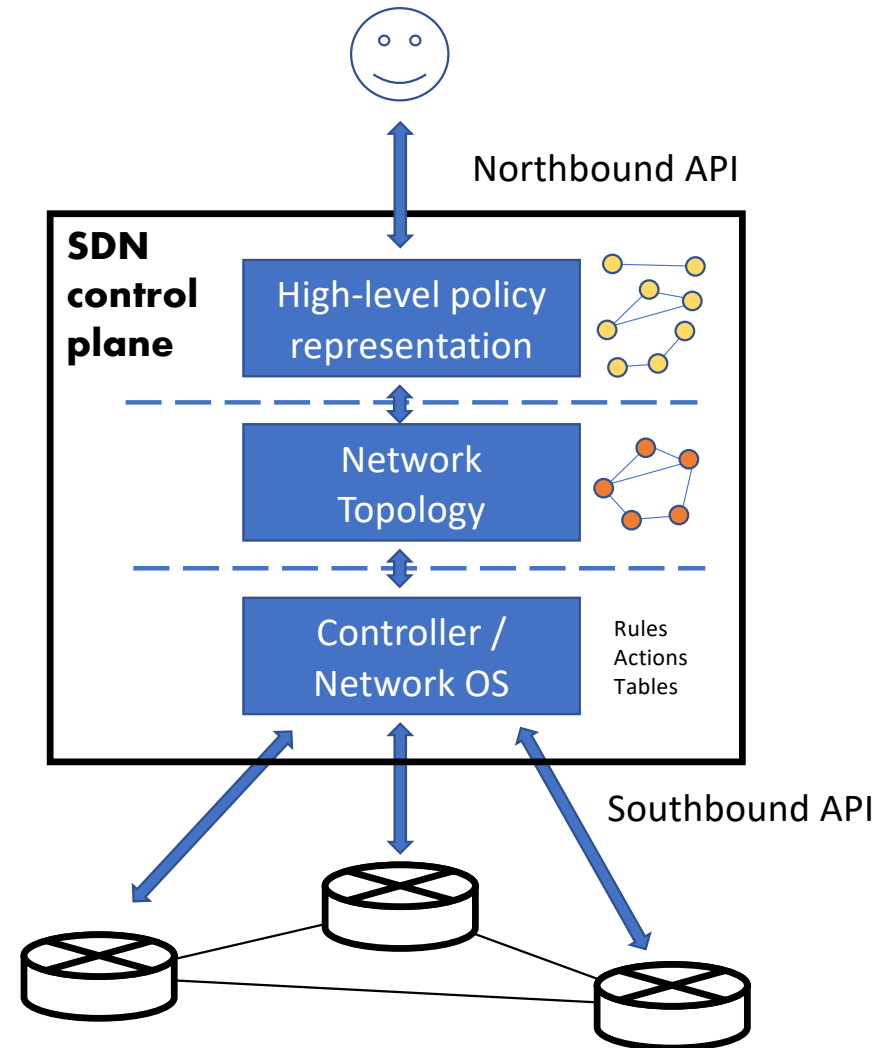 Northbound API
SDN
control
plane
High-level policy
representation
Network
Topology
Controller /
Network OS
Rules
Actions
Tables
Southbound API